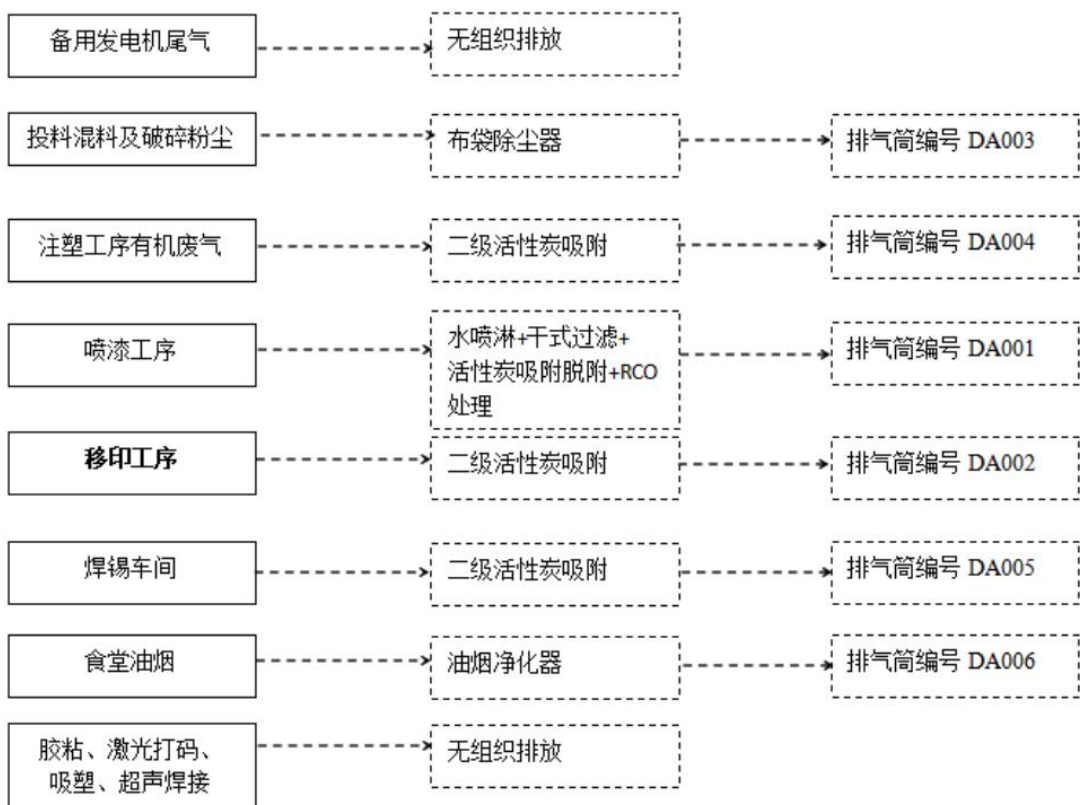 备用发电机尾气
无组织排放
投料混料及破碎粉尘
布袋除尘器
排气筒编号 DA003
注塑工序有机废气
二级活性炭吸附
排气筒编号 DA004
喷漆工序
水喷淋+干式过滤+
活性炭吸附脱附+RCO
处理
排气筒编号 DA001
移印工序
二级活性炭吸附
排气筒编号 DA002
焊锡车间
二级活性炭吸附
排气筒编号 DA005
食堂油烟
油烟净化器
排气筒编号 DA006
胶粘、激光打码、
吸塑、超声焊接
无组织排放